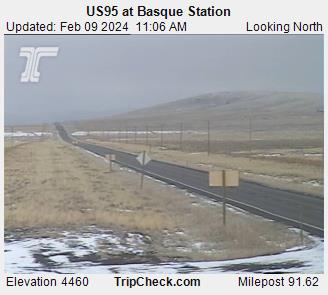 US95 at Basque Station
Updated: Feb 09 2024 11:06 AM Looking North
Elevation 4460 TripCheck.com Milepost 91.62